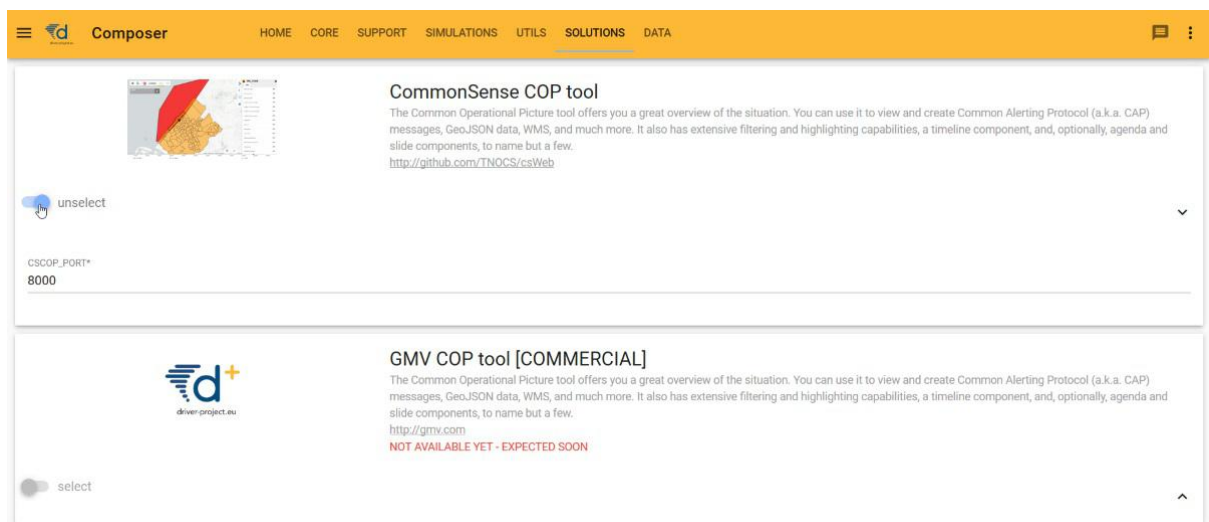 d
driver-project.eu
Composer
HOME CORE SUPPORT SIMULATIONS UTILS SOLUTIONS DATA
CommonSense COP tool
The Common Operational Picture tool offers you a great overview of the situation. You can use it to view and create Common Alerting Protocol (a.k.a. CAP)
messages, GeoJSON data, WMS, and much more. It also has extensive filtering and highlighting capabilities, a timeline component, and, optionally, agenda and
slide components, to name but a few.
http://github.com/TNOCS/csWeb
unselect
CSCOP_PORT*
8000
d+
driver-project.eu
GMV COP tool [COMMERCIAL]
The Common Operational Picture tool offers you a great overview of the situation. You can use it to view and create Common Alerting Protocol (a.k.a. CAP)
messages, GeoJSON data, WMS, and much more. It also has extensive filtering and highlighting capabilities, a timeline component, and, optionally, agenda and
slide components, to name but a few.
http://gmv.com
NOT AVAILABLE YET - EXPECTED SOON
select